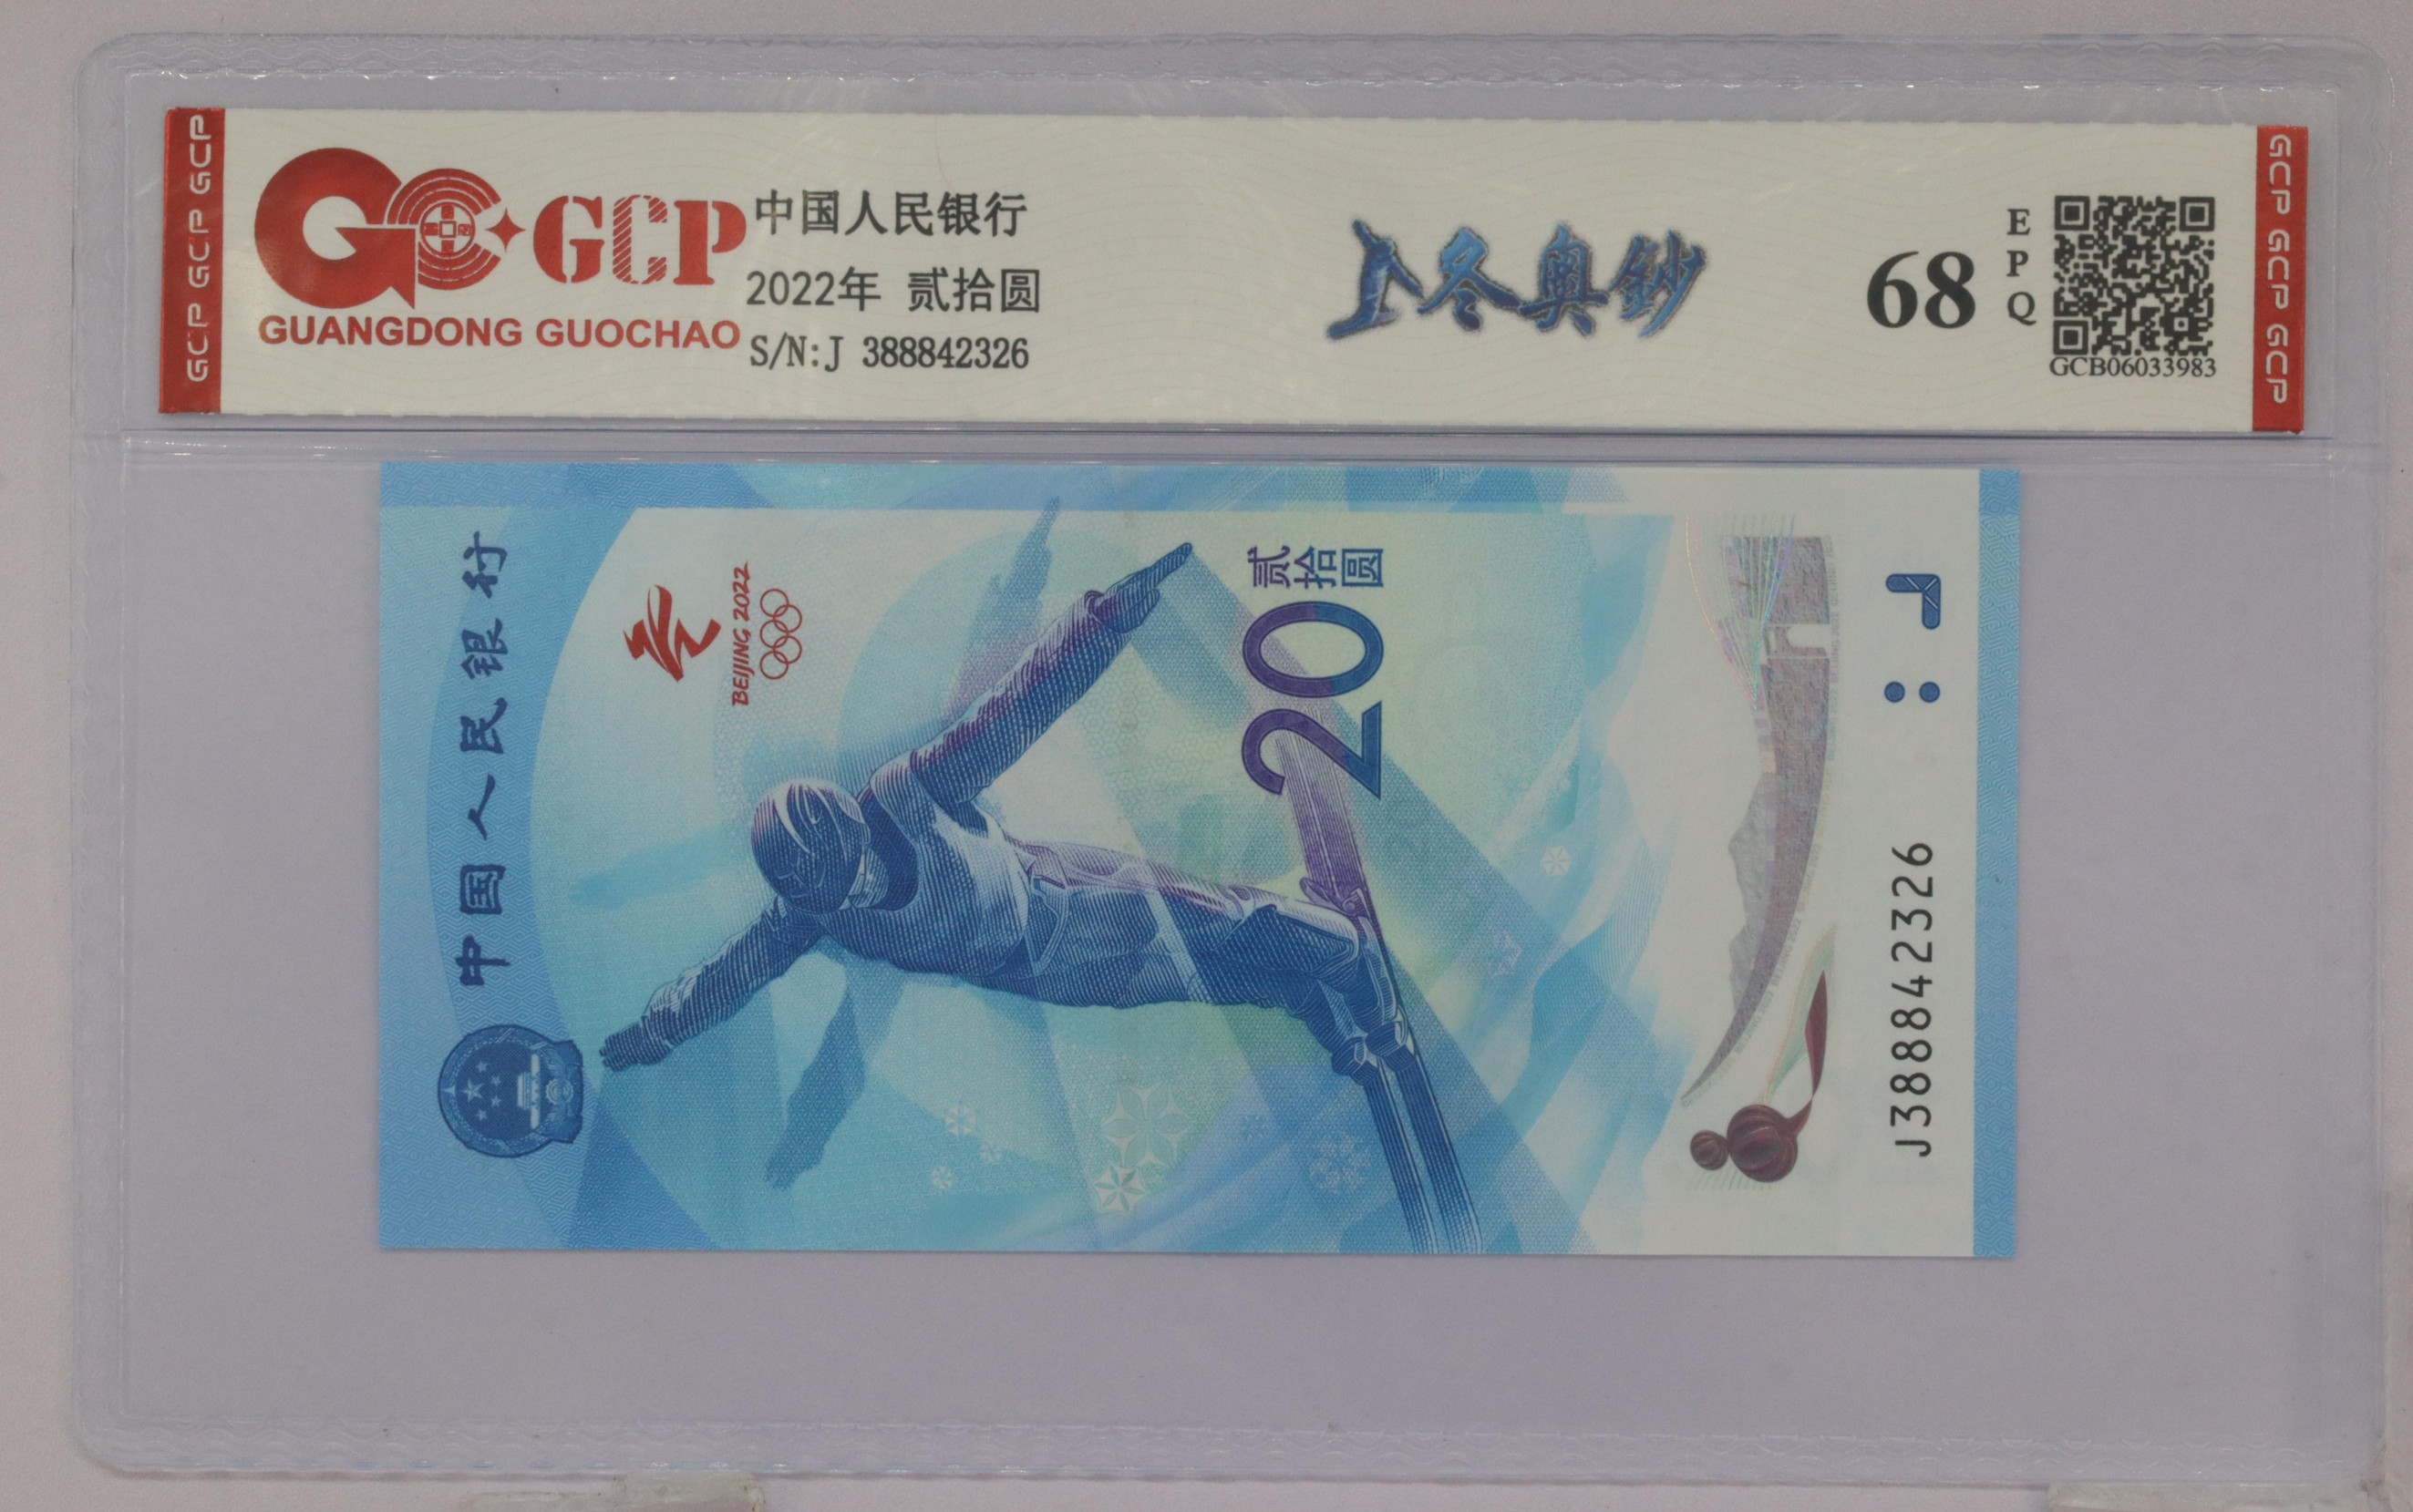 GCP GCP GCP
GCP
GUANGDONG GUOCHAO
中国人民银行
2022年 贰拾圆
S/N:J 388842326
冬奥鈔
68
EPQ
GCB06033983
GCP GCP GCP
中国人民银行
BEIJING 2022
贰拾圆
20
J388842326